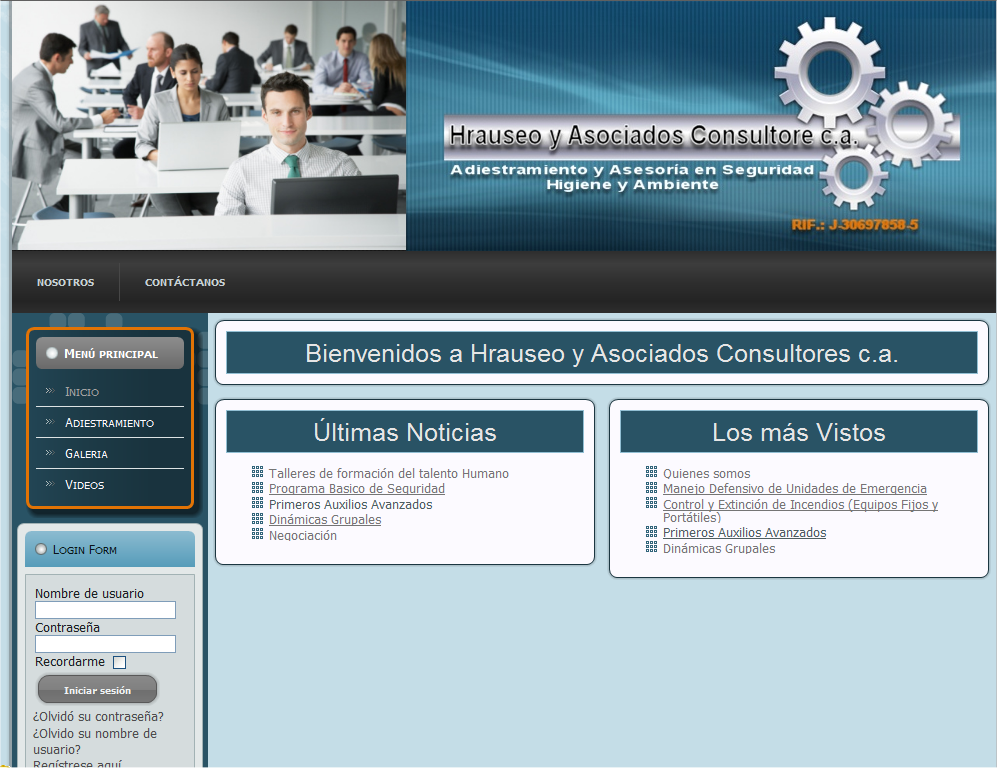 Hrauseo y Asociados Consultore c.a.
Adiestramiento y Asesoría en Seguridad
Higiene y Ambiente
RIF.: J-30697858-5
NOSOTROS
CONTÁCTANOS
MENÚ PRINCIPAL
INICIO
ADIESTRAMIENTO
GALERIA
VIDEOS
LOGIN FORM
Nombre de usuario
Contraseña
Recordarme
Iniciar sesión
¿Olvidó su contraseña?
¿Olvido su nombre de
usuario?
Regístrese aquí
Bienvenidos a Hrauseo y Asociados Consultores c.a.
Últimas Noticias
Talleres de formación del talento Humano
Programa Basico de Seguridad
Primeros Auxilios Avanzados
Dinámicas Grupales
Negociación
Los más Vistos
Quienes somos
Manejo Defensivo de Unidades de Emergencia
Control y Extinción de Incendios (Equipos Fijos y
Portátiles)
Primeros Auxilios Avanzados
Dinámicas Grupales